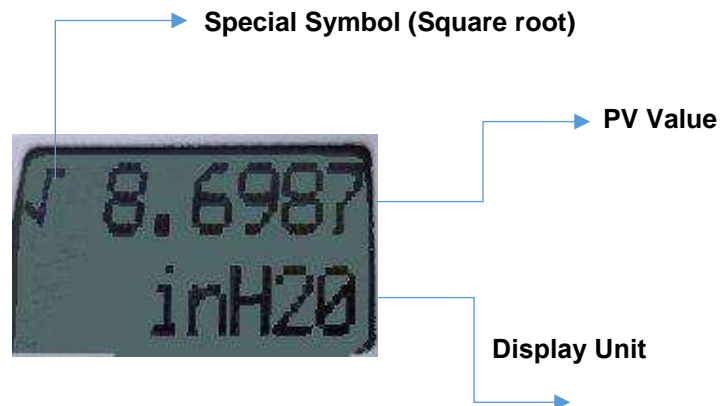 Special Symbol (Square root)
PV Value
√ 8.6987
inH20
Display Unit